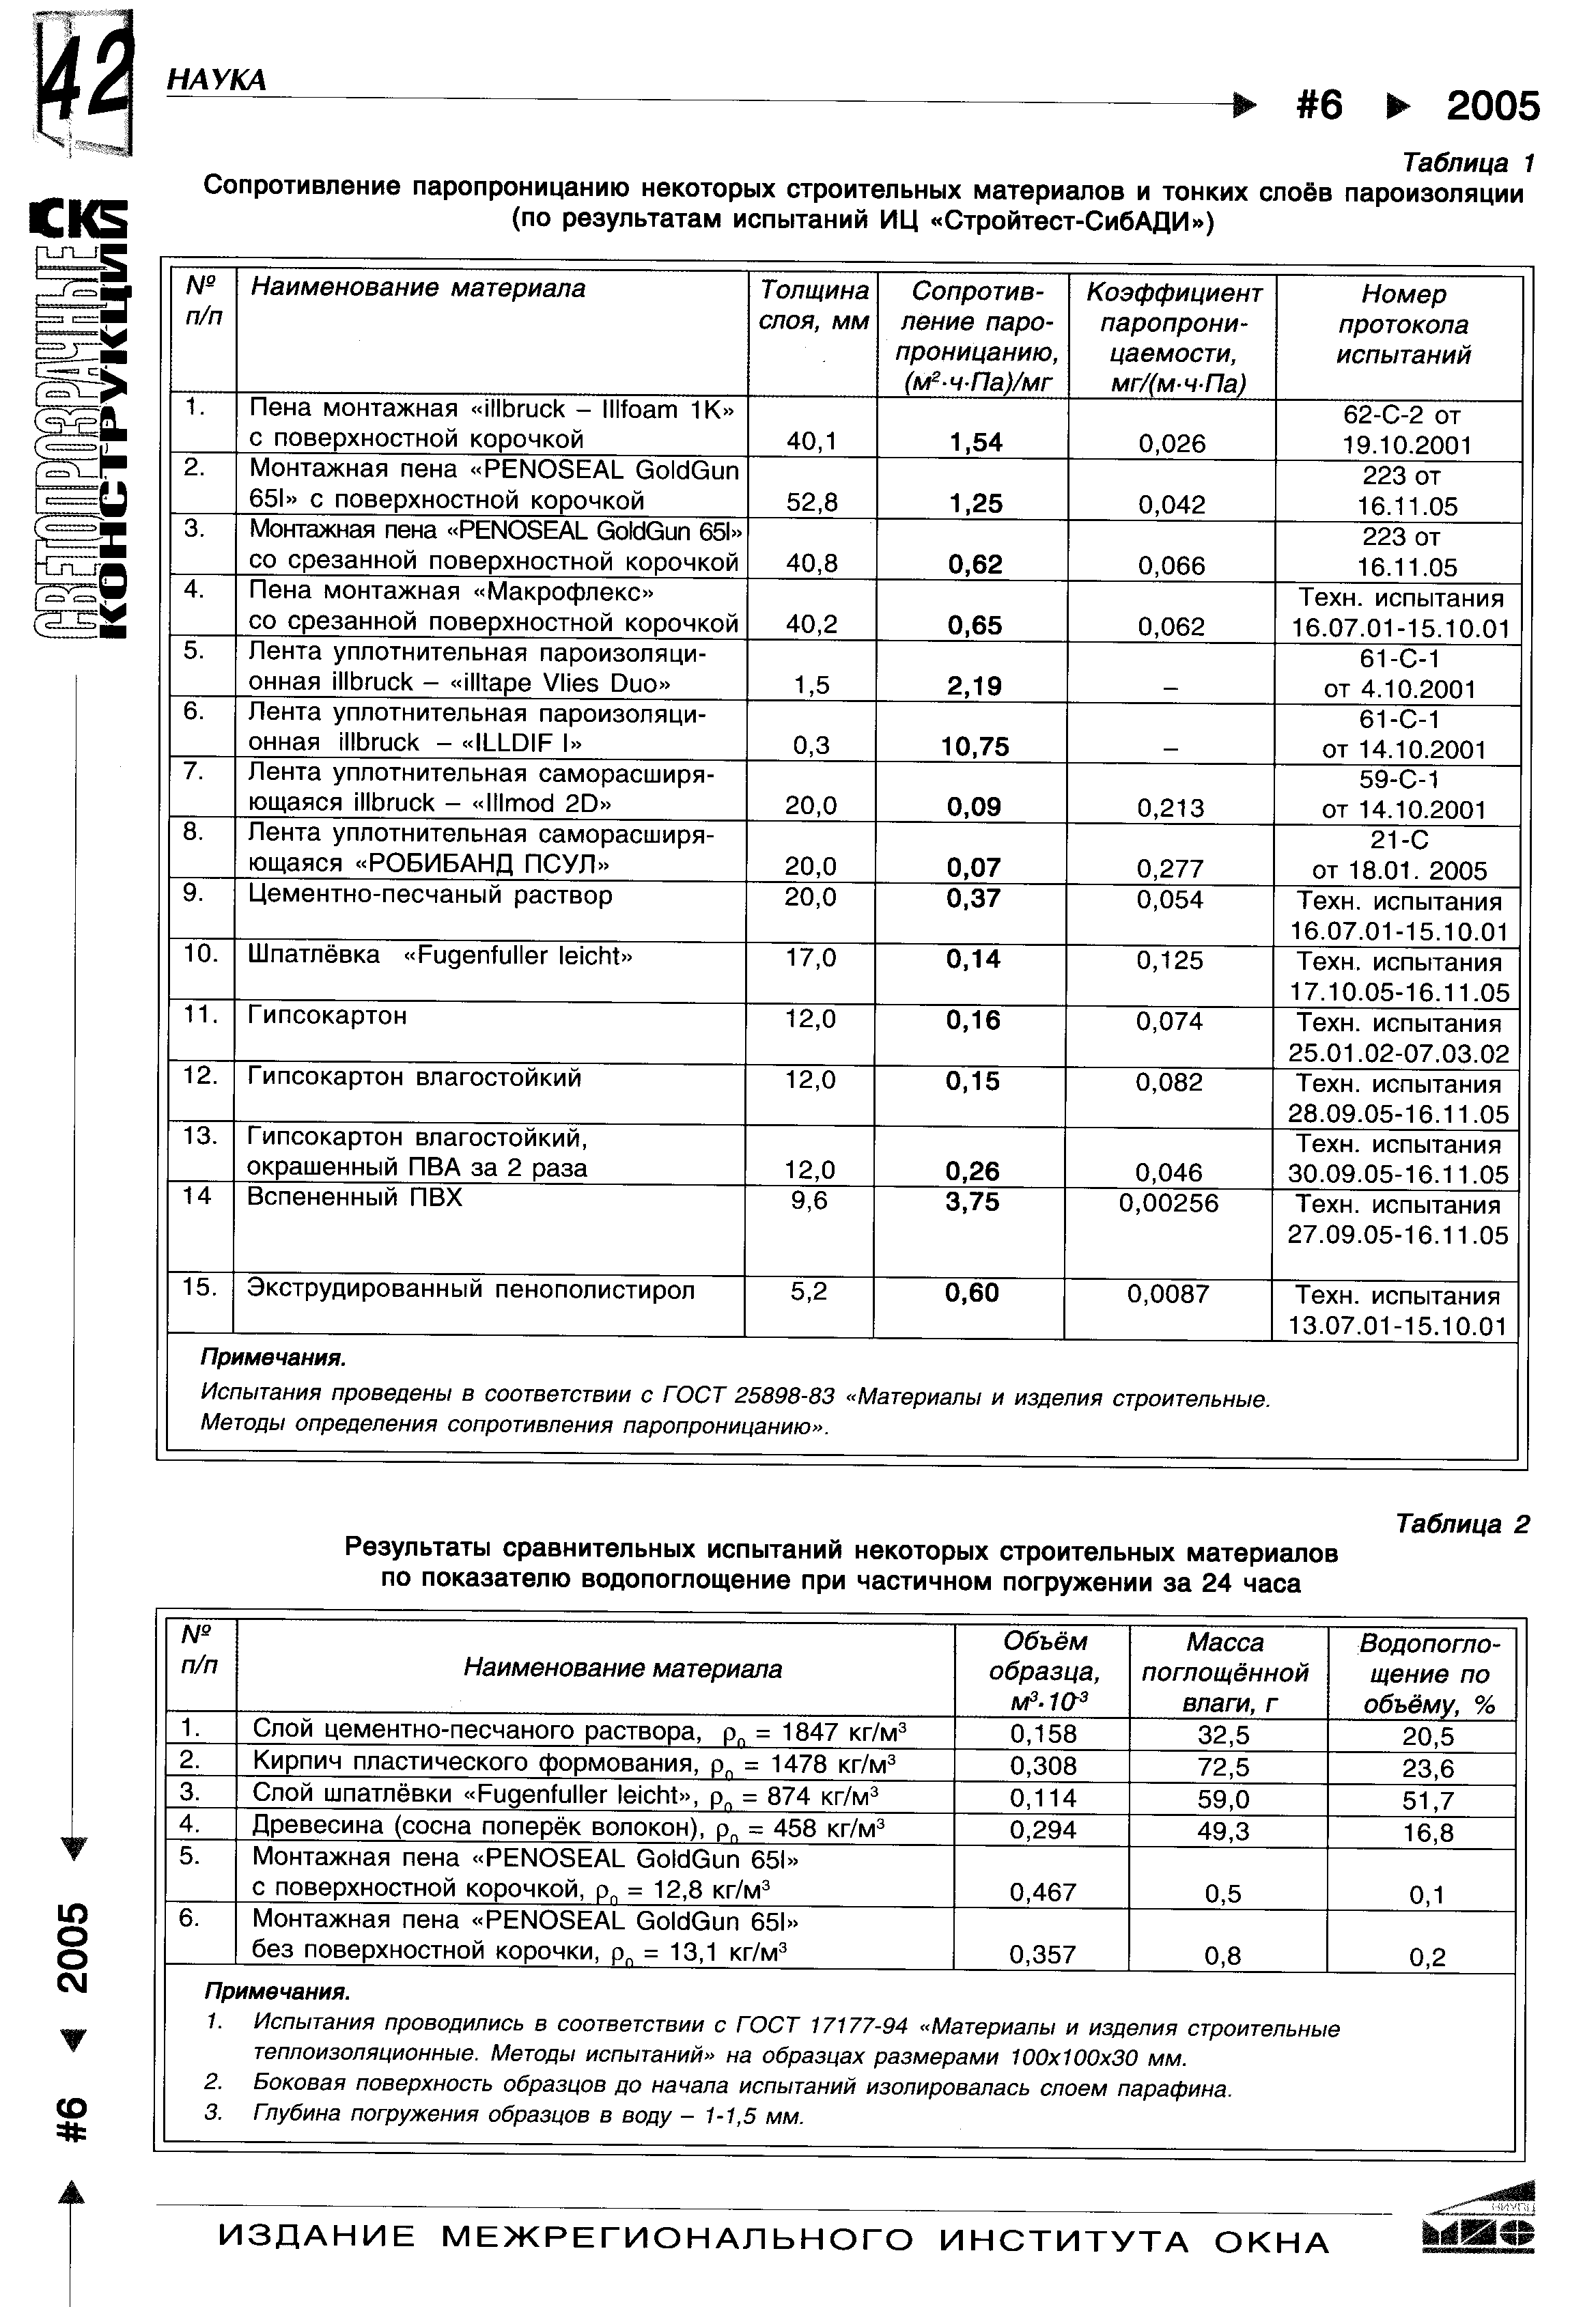 42
НАУКА
#6 2005
СК
СВЕТОПРОЗРАЧНЫЕ
КОНСТРУКЦИИ
Таблица 1
Сопротивление паропроницанию некоторых строительных материалов и тонких слоёв пароизоляции
(по результатам испытаний ИЦ «Стройтест-СибАДИ»)
№ п/п | Наименование материала | Толщина слоя, мм | Сопротив-ление паро-проницанию, (м²·ч·Па)/мг | Коэффициент паропрони-цаемости, мг/(м·ч·Па) | Номер протокола испытаний
1. Пена монтажная «illbruck – Illfoam 1K» 62-С-2 от
с поверхностной корочкой 40,1 1,54 0,026 19.10.2001
2. Монтажная пена «PENOSEAL GoldGun 223 от
65l» с поверхностной корочкой 52,8 1,25 0,042 16.11.05
3. Монтажная пена «PENOSEAL GoldGun 65l» 223 от
со срезанной поверхностной корочкой 40,8 0,62 0,066 16.11.05
4. Пена монтажная «Макрофлекс» Техн. испытания
со срезанной поверхностной корочкой 40,2 0,65 0,062 16.07.01-15.10.01
5. Лента уплотнительная пароизоляци- 61-С-1
онная illbruck – «illtape Vlies Duo» 1,5 2,19 – от 4.10.2001
6. Лента уплотнительная пароизоляци- 61-С-1
онная illbruck – «ILLDIF I» 0,3 10,75 – от 14.10.2001
7. Лента уплотнительная саморасширя- 59-С-1
ющаяся illbruck – «Illmod 2D» 20,0 0,09 0,213 от 14.10.2001
8. Лента уплотнительная саморасширя- 21-С
ющаяся «РОБИБАНД ПСУЛ» 20,0 0,07 0,277 от 18.01. 2005
9. Цементно-песчаный раствор 20,0 0,37 0,054 Техн. испытания
16.07.01-15.10.01
10. Шпатлёвка «Fugenfuller leicht» 17,0 0,14 0,125 Техн. испытания
17.10.05-16.11.05
11. Гипсокартон 12,0 0,16 0,074 Техн. испытания
25.01.02-07.03.02
12. Гипсокартон влагостойкий 12,0 0,15 0,082 Техн. испытания
28.09.05-16.11.05
13. Гипсокартон влагостойкий, Техн. испытания
окрашенный ПВА за 2 раза 12,0 0,26 0,046 30.09.05-16.11.05
14 Вспененный ПВХ 9,6 3,75 0,00256 Техн. испытания
27.09.05-16.11.05
15. Экструдированный пенополистирол 5,2 0,60 0,0087 Техн. испытания
13.07.01-15.10.01
Примечания.
Испытания проведены в соответствии с ГОСТ 25898-83 «Материалы и изделия строительные.
Методы определения сопротивления паропроницанию».
Таблица 2
Результаты сравнительных испытаний некоторых строительных материалов
по показателю водопоглощение при частичном погружении за 24 часа
№ п/п | Наименование материала | Объём образца, м³·10⁻³ | Масса поглощённой влаги, г | Водопогло-щение по объёму, %
1. Слой цементно-песчаного раствора, ρ₀ = 1847 кг/м³ 0,158 32,5 20,5
2. Кирпич пластического формования, ρ₀ = 1478 кг/м³ 0,308 72,5 23,6
3. Слой шпатлёвки «Fugenfuller leicht», ρ₀ = 874 кг/м³ 0,114 59,0 51,7
4. Древесина (сосна поперёк волокон), ρ₀ = 458 кг/м³ 0,294 49,3 16,8
5. Монтажная пена «PENOSEAL GoldGun 65l»
с поверхностной корочкой, ρ₀ = 12,8 кг/м³ 0,467 0,5 0,1
6. Монтажная пена «PENOSEAL GoldGun 65l»
без поверхностной корочки, ρ₀ = 13,1 кг/м³ 0,357 0,8 0,2
Примечания.
1. Испытания проводились в соответствии с ГОСТ 17177-94 «Материалы и изделия строительные
теплоизоляционные. Методы испытаний» на образцах размерами 100х100х30 мм.
2. Боковая поверхность образцов до начала испытаний изолировалась слоем парафина.
3. Глубина погружения образцов в воду – 1-1,5 мм.
#6 2005
ИЗДАНИЕ МЕЖРЕГИОНАЛЬНОГО ИНСТИТУТА ОКНА
МИО